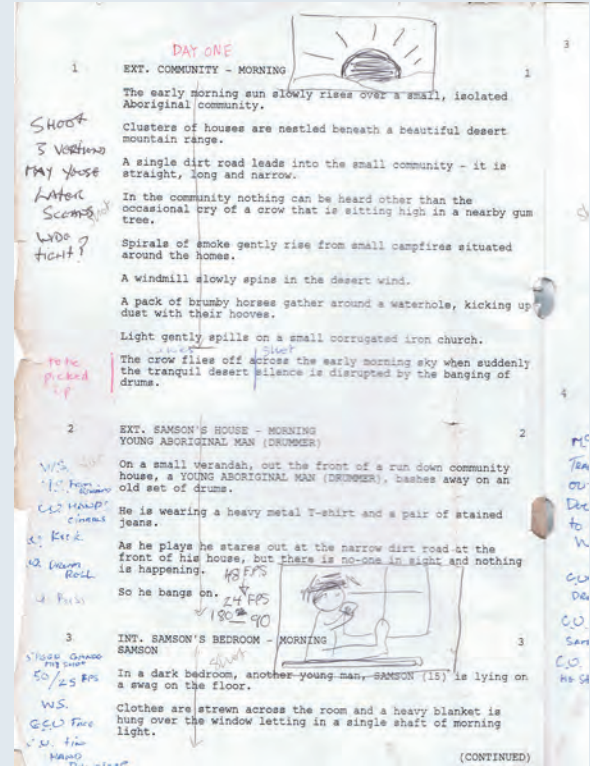 DAY ONE
3
1 EXT. COMMUNITY - MORNING 1
The early morning sun slowly rises over a small, isolated
Aboriginal community.
SHOOT
Clusters of houses are nestled beneath a beautiful desert
mountain range.
3
MAY
A single dirt road leads into the small community - it is
straight, long and narrow.
LATER
In the community nothing can be heard other than the
occasional cry of a crow that is sitting high in a nearby gum
tree.
WIDE
TIGHT?
Spirals of smoke gently rise from small campfires situated
around the homes.
A windmill slowly spins in the desert wind.
A pack of brumby horses gather around a waterhole, kicking up
dust with their hooves.
Light gently spills on a small corrugated iron church.
shot
to be
picked
up
The crow flies off across the early morning sky when suddenly
the tranquil desert silence is disrupted by the banging of
drums.
4
2 EXT. SAMSON'S HOUSE - MORNING 2
YOUNG ABORIGINAL MAN (DRUMMER)
W/S.
On a small verandah, out the front of a run down community
house, a YOUNG ABORIGINAL MAN (DRUMMER), bashes away on an
old set of drums.
HANDS
He is wearing a heavy metal T-shirt and a pair of stained
jeans.
Kick
As he plays he stares out at the narrow dirt road at the
front of his house, but there is no-one in sight and nothing
is happening.
ROLL
48 FPS
So he bangs on.
24 FPS
180 90
3 INT. SAMSON'S BEDROOM - MORNING 3
SAMSON
shot
50/25 FPS
In a dark bedroom, another young man, SAMSON (15) is lying on
a swag on the floor.
W.S.
Face
Clothes are strewn across the room and a heavy blanket is
hung over the window letting in a single shaft of morning
light.
HAND
(CONTINUED)
C.U.
C.U.